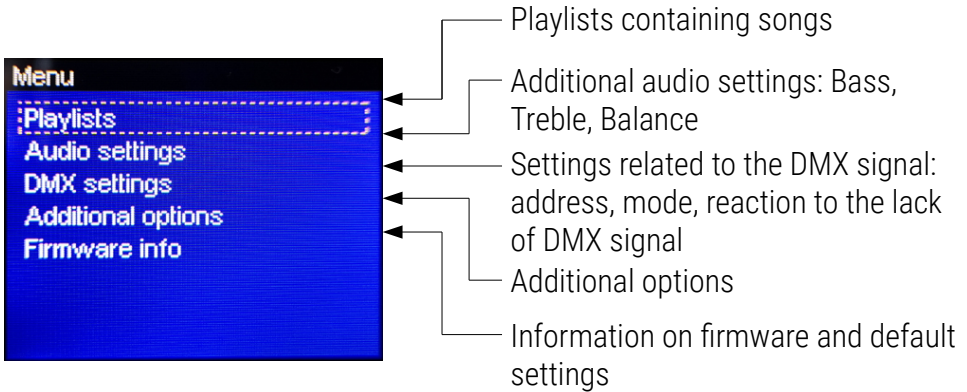 Menu
Playlists
Audio settings
DMX settings
Additional options
Firmware info
Playlists containing songs
Additional audio settings: Bass,
Treble, Balance
Settings related to the DMX signal:
address, mode, reaction to the lack
of DMX signal
Additional options
Information on firmware and default
settings